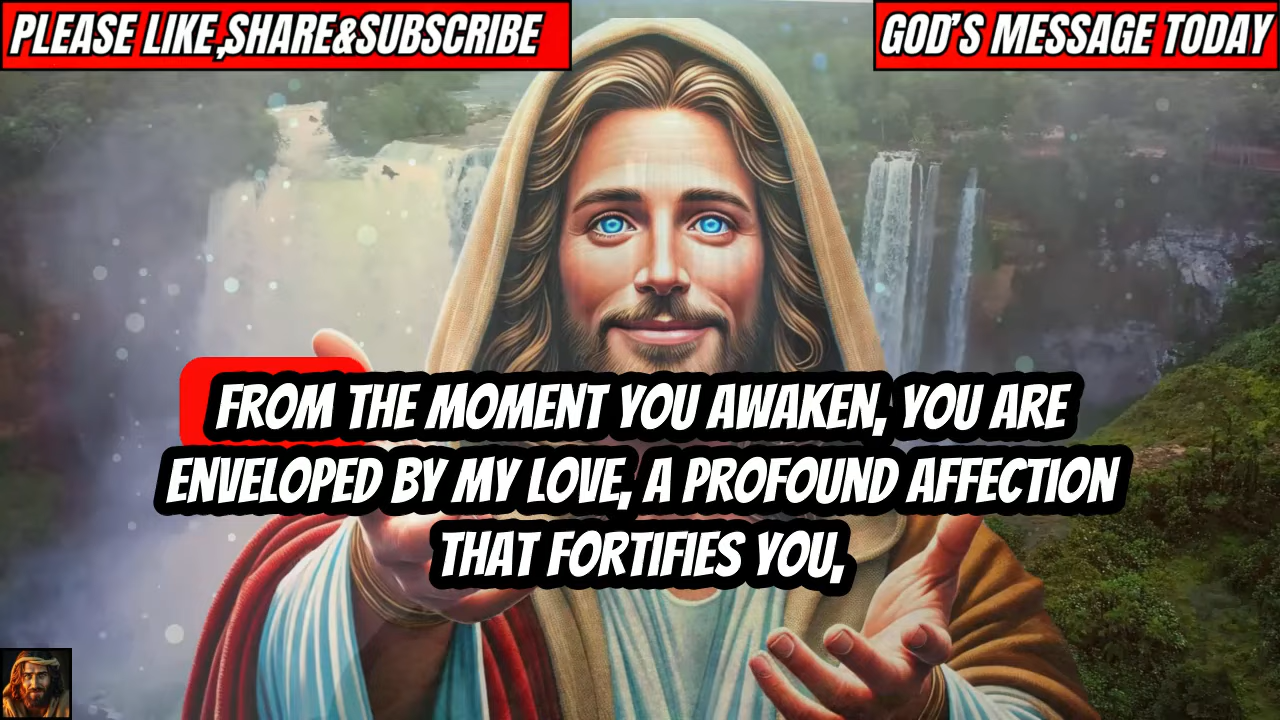 PLEASE LIKE,SHARE&SUBSCRIBE
GOD'S MESSAGE TODAY
FROM THE MOMENT YOU AWAKEN, YOU ARE
ENVELOPED BY MY LOVE, A PROFOUND AFFECTION
THAT FORTIFIES YOU,